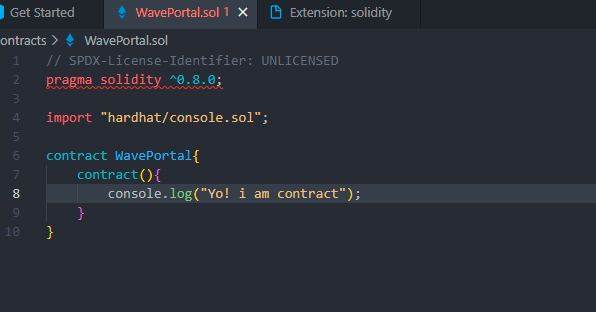 Get Started
WavePortal.sol 1
Extension: solidity
ontracts > WavePortal.sol
1 // SPDX-License-Identifier: UNLICENSED
2 pragma solidity ^0.8.0;
3
4 import "hardhat/console.sol";
5
6 contract WavePortal{
7 contract(){
8 console.log("Yo! i am contract");
9 }
10 }